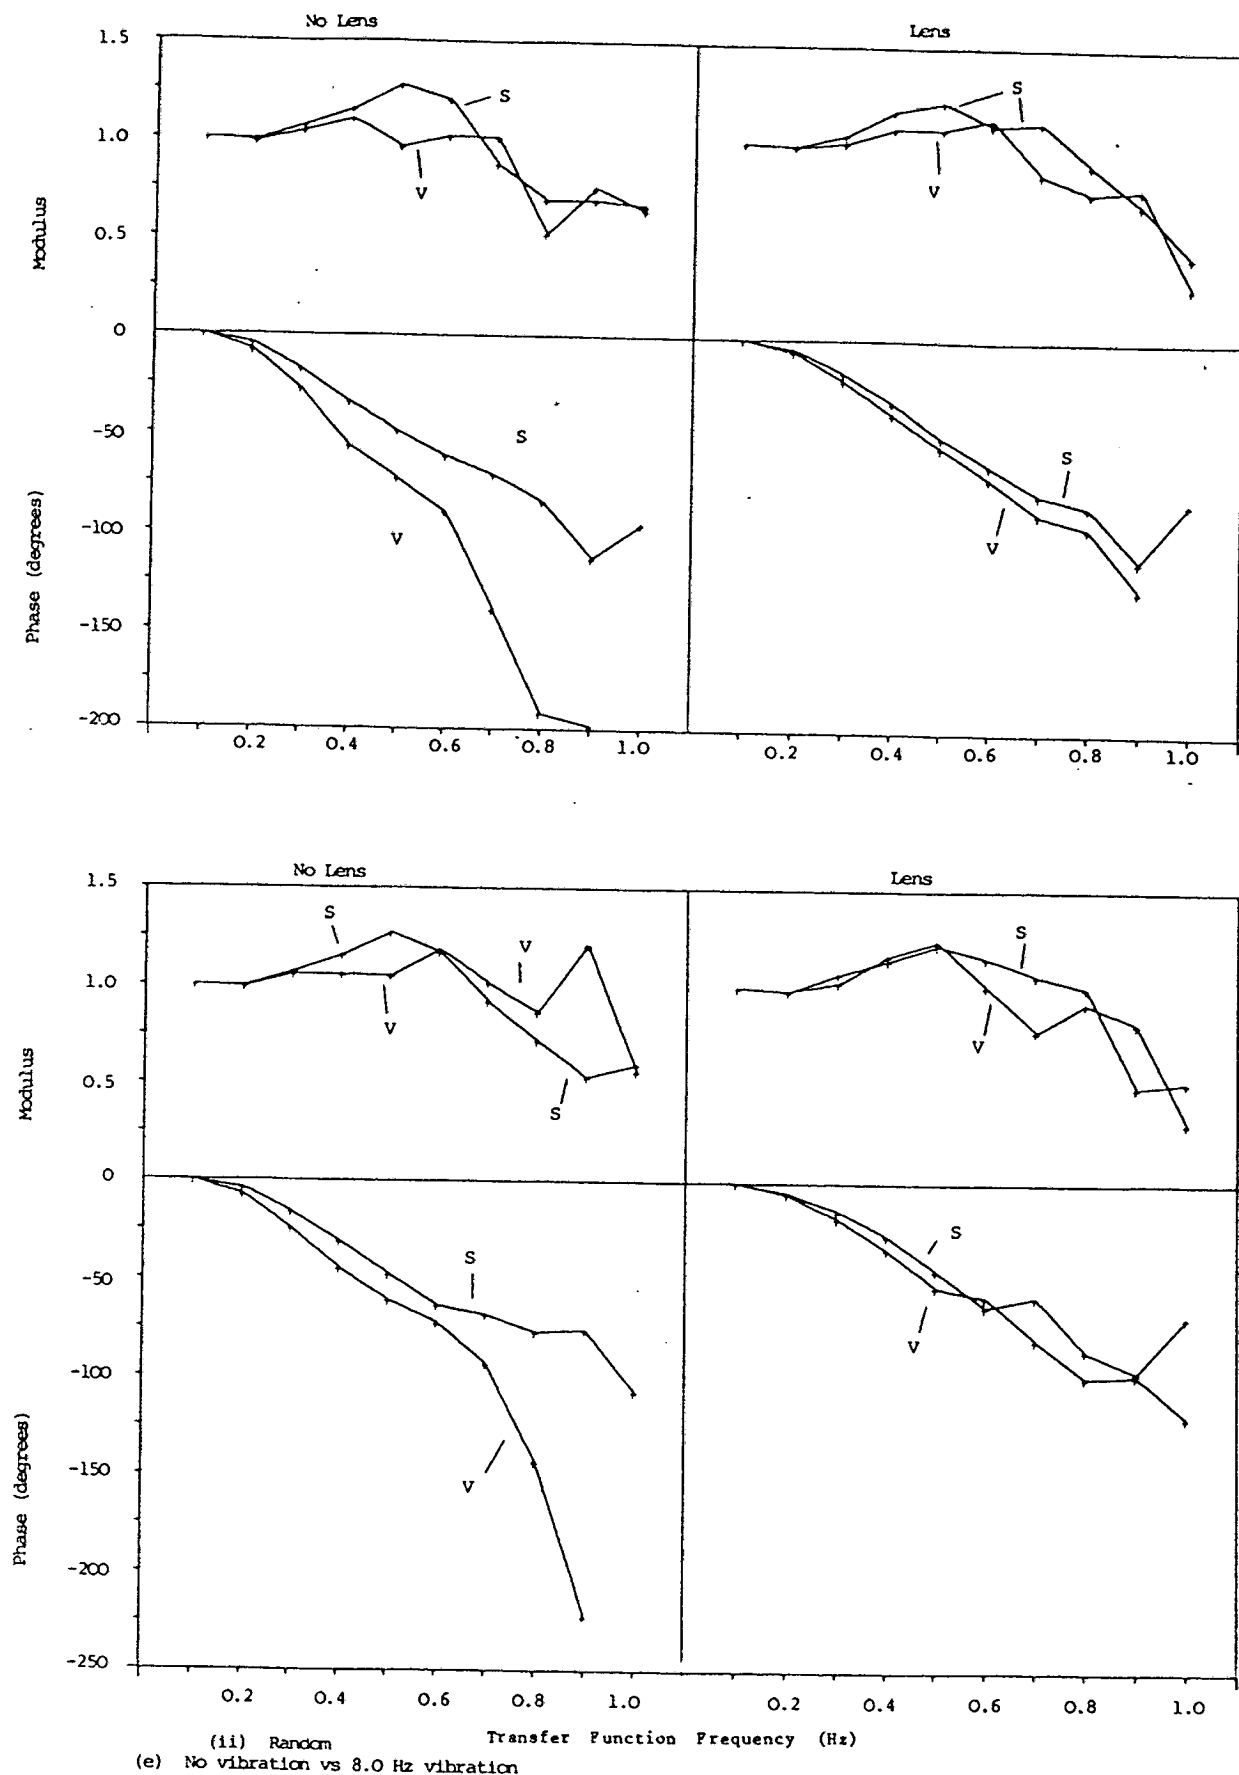 No Lens
Lens
1.5
1.0
0.5
0
-50
-100
-150
-200
Modulus
Phase (degrees)
S
V
S
V
S
V
S
V
0.2 0.4 0.6 0.8 1.0
0.2 0.4 0.6 0.8 1.0
No Lens
Lens
1.5
1.0
0.5
0
-50
-100
-150
-200
-250
Modulus
Phase (degrees)
S
V
V
S
S
V
S
V
S
V
0.2 0.4 0.6 0.8 1.0
0.2 0.4 0.6 0.8 1.0
Transfer Function Frequency (Hz)
(ii) Random
(e) No vibration vs 8.0 Hz vibration